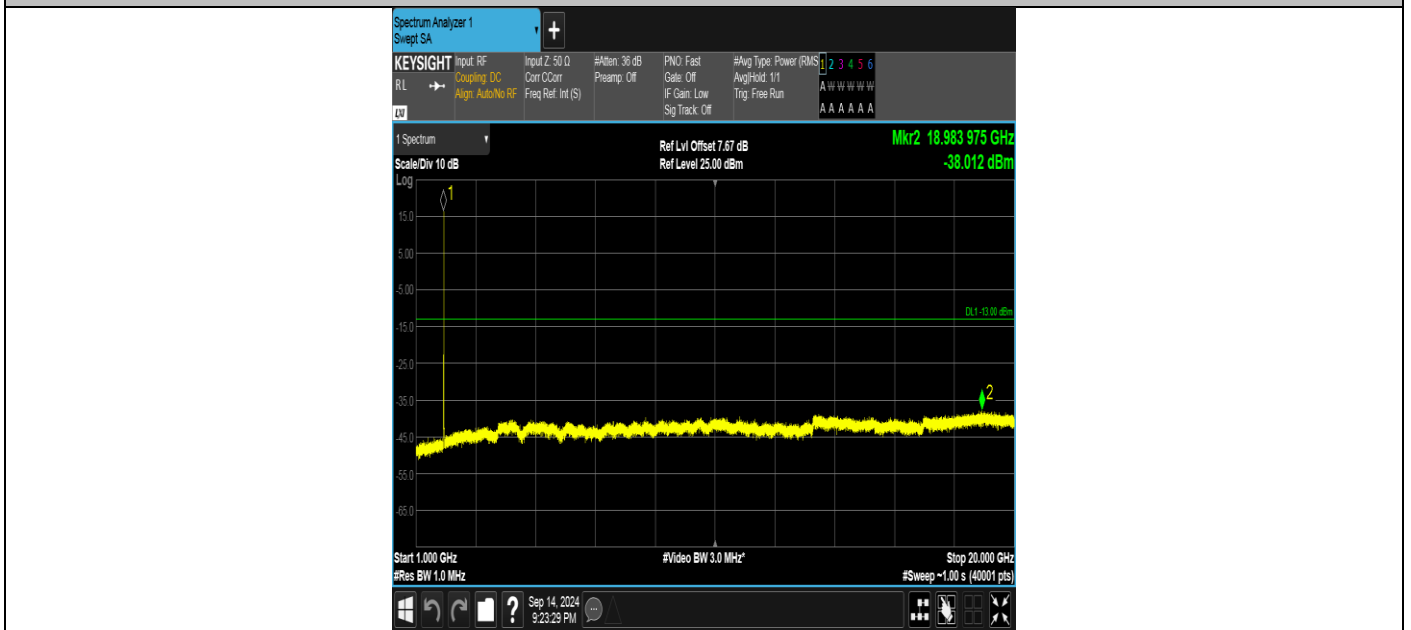 Spectrum Analyzer 1
Swept SA
+
KEYSIGHT
RL
LXI
Input: RF
Coupling: DC
Align: Auto/No RF
Input Z: 50 Ω
Corr CCorr
Freq Ref: Int (S)
#Atten: 36 dB
Preamp: Off
PNO: Fast
Gate: Off
IF Gain: Low
Sig Track: Off
#Avg Type: Power (RMS
Avg|Hold: 1/1
Trig: Free Run
1 2 3 4 5 6
A W W W W W
A A A A A A
1 Spectrum
Scale/Div 10 dB
Ref Lvl Offset 7.67 dB
Ref Level 25.00 dBm
Mkr2 18.983 975 GHz
-38.012 dBm
Log
1
15.0
5.00
-5.00
DL1 -13.00 dBm
-15.0
-25.0
2
-35.0
-45.0
-55.0
-65.0
Start 1.000 GHz
#Video BW 3.0 MHz*
Stop 20.000 GHz
#Res BW 1.0 MHz
#Sweep ~1.00 s (40001 pts)
?
Sep 14, 2024
9:23:29 PM